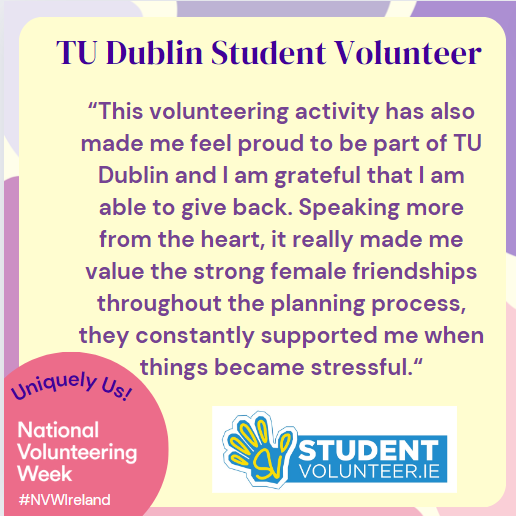 TU Dublin Student Volunteer
“This volunteering activity has also
made me feel proud to be part of TU
Dublin and I am grateful that I am
able to give back. Speaking more
from the heart, it really made me
value the strong female friendships
throughout the planning process,
they constantly supported me when
things became stressful.“
Uniquely Us!
National
Volunteering
Week
#NVWIreland
SV
STUDENT
VOLUNTEER.IE